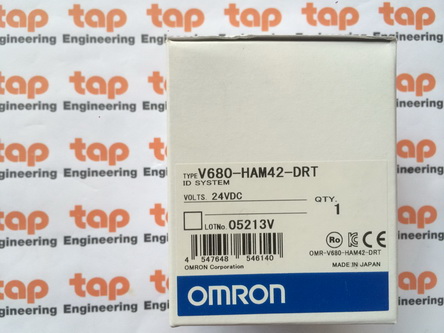 tap Engineering
TYPE V680-HAM42-DRT
ID SYSTEM
VOLTS. 24VDC QTY. 1
LOTNo. 05213V
4 547648 546140
OMR-V680-HAM42-DRT
OMRON Corporation MADE IN JAPAN
OMRON